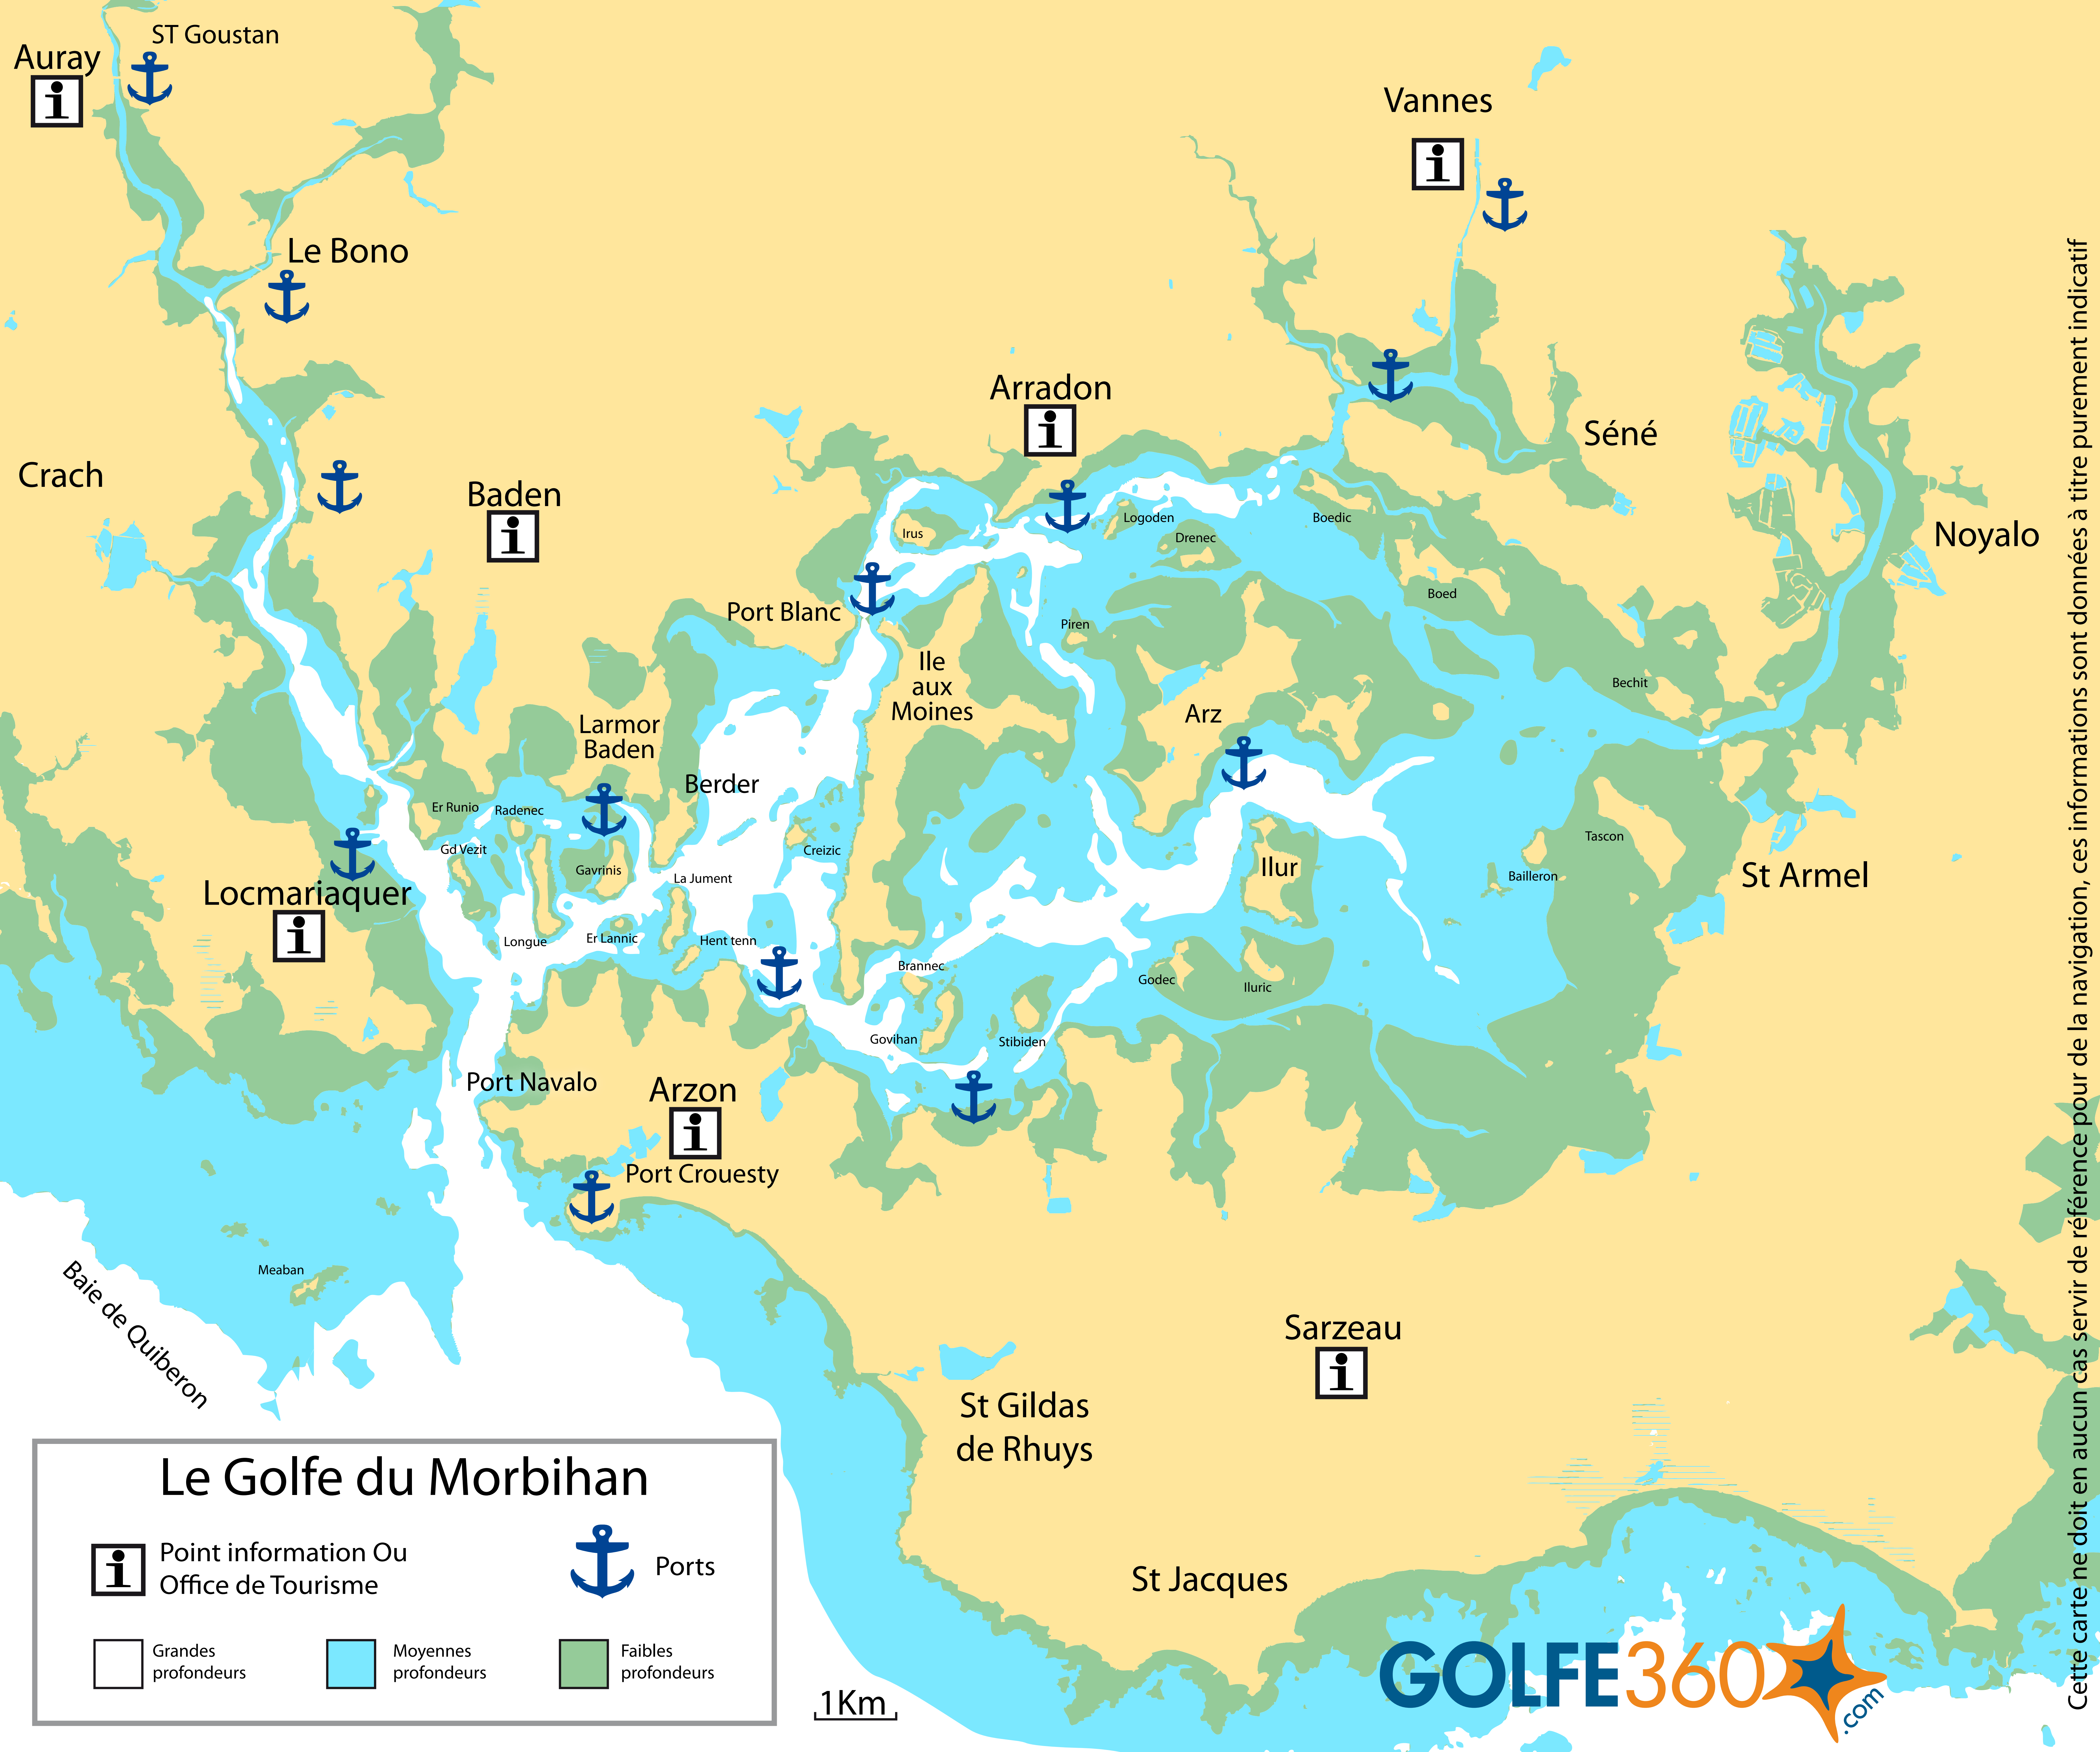 ST Goustan
Auray
Vannes
Le Bono
Arradon
Séné
Crach
Baden
Logoden
Boedic
Irus
Drenec
Noyalo
Port Blanc
Boed
Piren
Ile
aux
Moines
Bechit
Arz
Larmor
Baden
Berder
Er Runio
Radenec
Gd Vezit
Creizic
Tascon
Gavrinis
La Jument
Ilur
Bailleron
St Armel
Locmariaquer
Longue
Er Lannic
Hent tenn
Brannec
Godec
Iluric
Govihan
Stibiden
Port Navalo
Arzon
Port Crouesty
Meaban
Baie de Quiberon
Sarzeau
St Gildas
de Rhuys
St Jacques
Le Golfe du Morbihan
Point information Ou
Office de Tourisme
Ports
Grandes
profondeurs
Moyennes
profondeurs
Faibles
profondeurs
1Km
GOLFE360
.com
Cette carte ne doit en aucun cas servir de référence pour de la navigation, ces informations sont données à titre purement indicatif